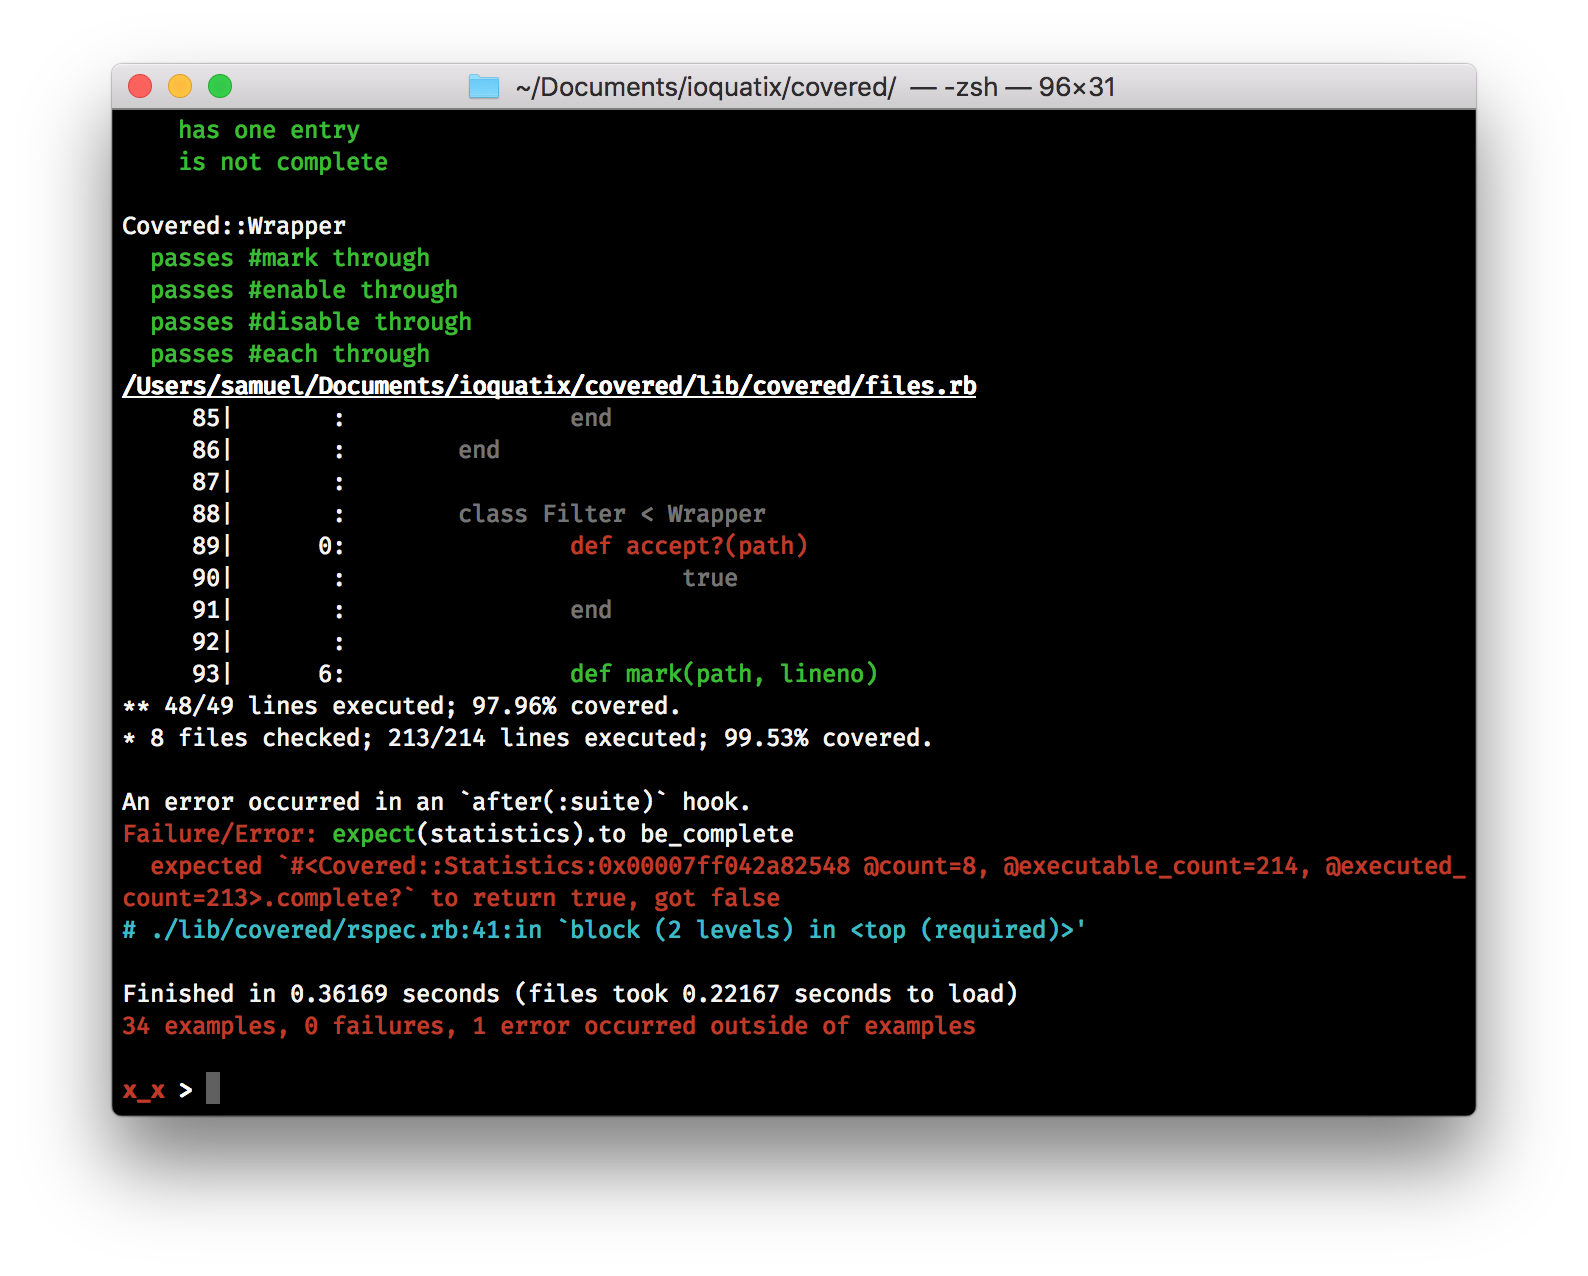 ~/Documents/ioquatix/covered/ — -zsh — 96×31
    has one entry
    is not complete

Covered::Wrapper
  passes #mark through
  passes #enable through
  passes #disable through
  passes #each through
/Users/samuel/Documents/ioquatix/covered/lib/covered/files.rb
     85|       :		end
     86|       :	end
     87|       :
     88|       :	class Filter < Wrapper
     89|      0:		def accept?(path)
     90|       :			true
     91|       :		end
     92|       :
     93|      6:		def mark(path, lineno)
** 48/49 lines executed; 97.96% covered.
* 8 files checked; 213/214 lines executed; 99.53% covered.

An error occurred in an `after(:suite)` hook.
Failure/Error: expect(statistics).to be_complete
  expected `#<Covered::Statistics:0x00007ff042a82548 @count=8, @executable_count=214, @executed_
count=213>.complete?` to return true, got false
# ./lib/covered/rspec.rb:41:in `block (2 levels) in <top (required)>'

Finished in 0.36169 seconds (files took 0.22167 seconds to load)
34 examples, 0 failures, 1 error occurred outside of examples

x_x >